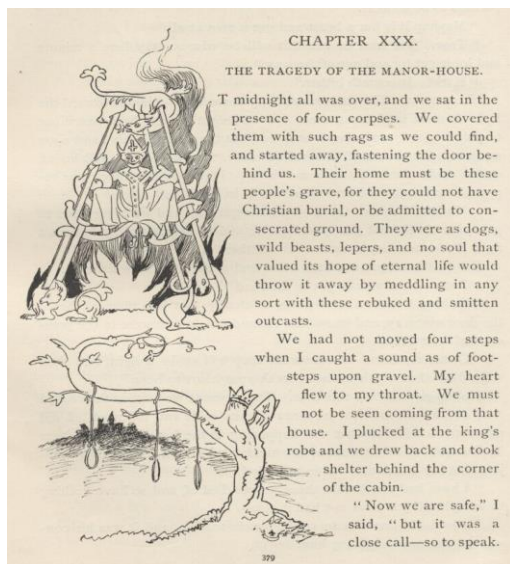 CHAPTER XXX.
THE TRAGEDY OF THE MANOR-HOUSE.
T midnight all was over, and we sat in the
presence of four corpses. We covered
them with such rags as we could find,
and started away, fastening the door be-
hind us. Their home must be these
people's grave, for they could not have
Christian burial, or be admitted to con-
secrated ground. They were as dogs,
wild beasts, lepers, and no soul that
valued its hope of eternal life would
throw it away by meddling in any
sort with these rebuked and smitten
outcasts.
We had not moved four steps
when I caught a sound as of foot-
steps upon gravel. My heart
flew to my throat. We must
not be seen coming from that
house. I plucked at the king's
robe and we drew back and took
shelter behind the corner
of the cabin.
"Now we are safe," I
said, "but it was a
close call—so to speak.
379